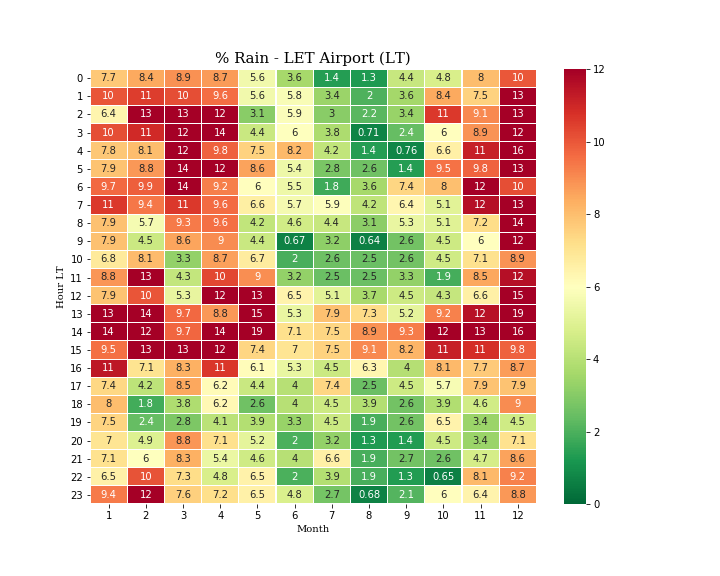 % Rain - LET Airport (LT)
0 7.7 8.4 8.9 8.7 5.6 3.6 1.4 1.3 4.4 4.8 8 10
1 10 11 10 9.6 5.6 5.8 3.4 2 3.6 8.4 7.5 13
2 6.4 13 13 12 3.1 5.9 3 2.2 3.4 11 9.1 13
3 10 11 12 14 4.4 6 3.8 0.71 2.4 6 8.9 12
4 7.8 8.1 12 9.8 7.5 8.2 4.2 1.4 0.76 6.6 11 16
5 7.9 8.8 14 12 8.6 5.4 2.8 2.6 1.4 9.5 9.8 13
6 9.7 9.9 14 9.2 6 5.5 1.8 3.6 7.4 8 12 10
7 11 9.4 11 9.6 6.6 5.7 5.9 4.2 6.4 5.1 12 13
8 7.9 5.7 9.3 9.6 4.2 4.6 4.4 3.1 5.3 5.1 7.2 14
9 7.9 4.5 8.6 9 4.4 0.67 3.2 0.64 2.6 4.5 6 12
10 6.8 8.1 3.3 8.7 6.7 2 2.6 2.5 2.6 4.5 7.1 8.9
11 8.8 13 4.3 10 9 3.2 2.5 2.5 3.3 1.9 8.5 12
12 7.9 10 5.3 12 13 6.5 5.1 3.7 4.5 4.3 6.6 15
13 13 14 9.7 8.8 15 5.3 7.9 7.3 5.2 9.2 12 19
14 14 12 9.7 14 19 7.1 7.5 8.9 9.3 12 13 16
15 9.5 13 13 12 7.4 7 7.5 9.1 8.2 11 11 9.8
16 11 7.1 8.3 11 6.1 5.3 4.5 6.3 4 8.1 7.7 8.7
17 7.4 4.2 8.5 6.2 4.4 4 7.4 2.5 4.5 5.7 7.9 7.9
18 8 1.8 3.8 6.2 2.6 4 4.5 3.9 2.6 3.9 4.6 9
19 7.5 2.4 2.8 4.1 3.9 3.3 4.5 1.9 2.6 6.5 3.4 4.5
20 7 4.9 8.8 7.1 5.2 2 3.2 1.3 1.4 4.5 3.4 7.1
21 7.1 6 8.3 5.4 4.6 4 6.6 1.9 2.7 2.6 4.7 8.6
22 6.5 10 7.3 4.8 6.5 2 3.9 1.9 1.3 0.65 8.1 9.2
23 9.4 12 7.6 7.2 6.5 4.8 2.7 0.68 2.1 6 6.4 8.8
1 2 3 4 5 6 7 8 9 10 11 12
Month
Hour LT
12
10
8
6
4
2
0